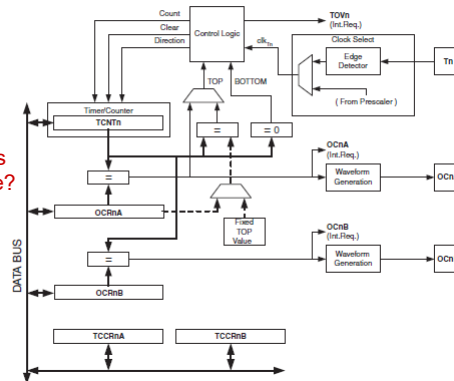 Count
Clear
Direction
Control Logic
TOVn
(Int.Req.)
clkTn
Clock Select
Edge
Detector
Tn
( From Prescaler )
TOP
BOTTOM
Timer/Counter
TCNTn
=
= 0
s
e?
=
OCnA
(Int.Req.)
Waveform
Generation
OCn
OCRnA
Fixed
TOP
Value
OCnB
(Int.Req.)
=
Waveform
Generation
OCn
OCRnB
DATA BUS
TCCRnA
TCCRnB